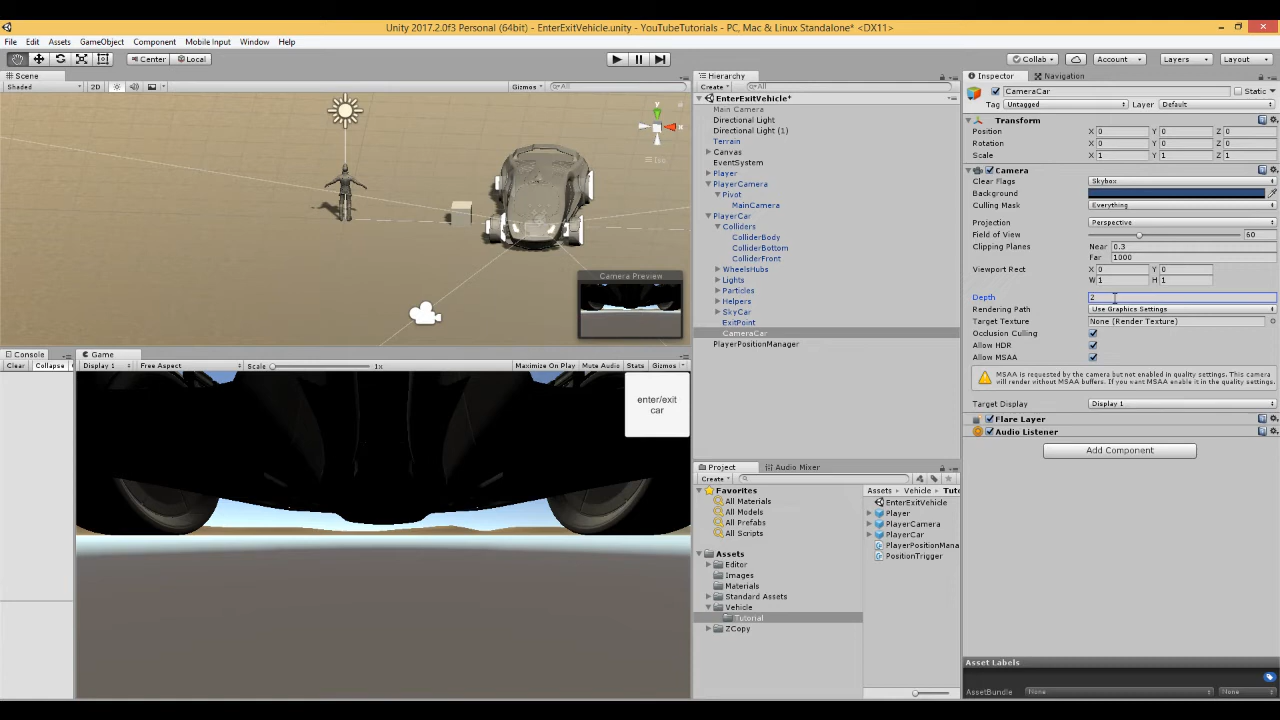 Unity 2017.2.0f3 Personal (64bit) - EnterExitVehicle.unity - YouTubeTutorials - PC, Mac & Linux Standalone* <DX11>
File Edit Assets GameObject Component Mobile Input Window Help
Center Local Collab Account Layers Layout
Scene
Shaded 2D Gizmos All
y
x
Iso
Camera Preview
Console Game
Clear Collapse Display 1 Free Aspect Scale 1x Maximize On Play Mute Audio Stats Gizmos
enter/exit
car
Hierarchy
Create All
EnterExitVehicle*
Main Camera
Directional Light
Directional Light (1)
Terrain
Canvas
EventSystem
Player
PlayerCamera
Pivot
MainCamera
PlayerCar
Colliders
ColliderBody
ColliderBottom
ColliderFront
WheelsHubs
Lights
Particles
Helpers
SkyCar
ExitPoint
CameraCar
PlayerPositionManager
Project Audio Mixer
Create
Favorites
All Materials
All Models
All Prefabs
All Scripts
Assets
Editor
Images
Materials
Standard Assets
Vehicle
Tutorial
ZCopy
Assets Vehicle Tuto
EnterExitVehicle
Player
PlayerCamera
PlayerCar
PlayerPositionMana
PositionTrigger
Inspector Navigation
CameraCar Static
Tag Untagged Layer Default
Transform
Position X 0 Y 0 Z 0
Rotation X 0 Y 0 Z 0
Scale X 1 Y 1 Z 1
Camera
Clear Flags Skybox
Background
Culling Mask Everything
Projection Perspective
Field of View 60
Clipping Planes Near 0.3
Far 1000
Viewport Rect X 0 Y 0
W 1 H 1
Depth 2
Rendering Path Use Graphics Settings
Target Texture None (Render Texture)
Occlusion Culling
Allow HDR
Allow MSAA
MSAA is requested by the camera but not enabled in quality settings. This camera
will render without MSAA buffers. If you want MSAA enable it in the quality settings.
Target Display Display 1
Flare Layer
Audio Listener
Add Component
Asset Labels
AssetBundle None None